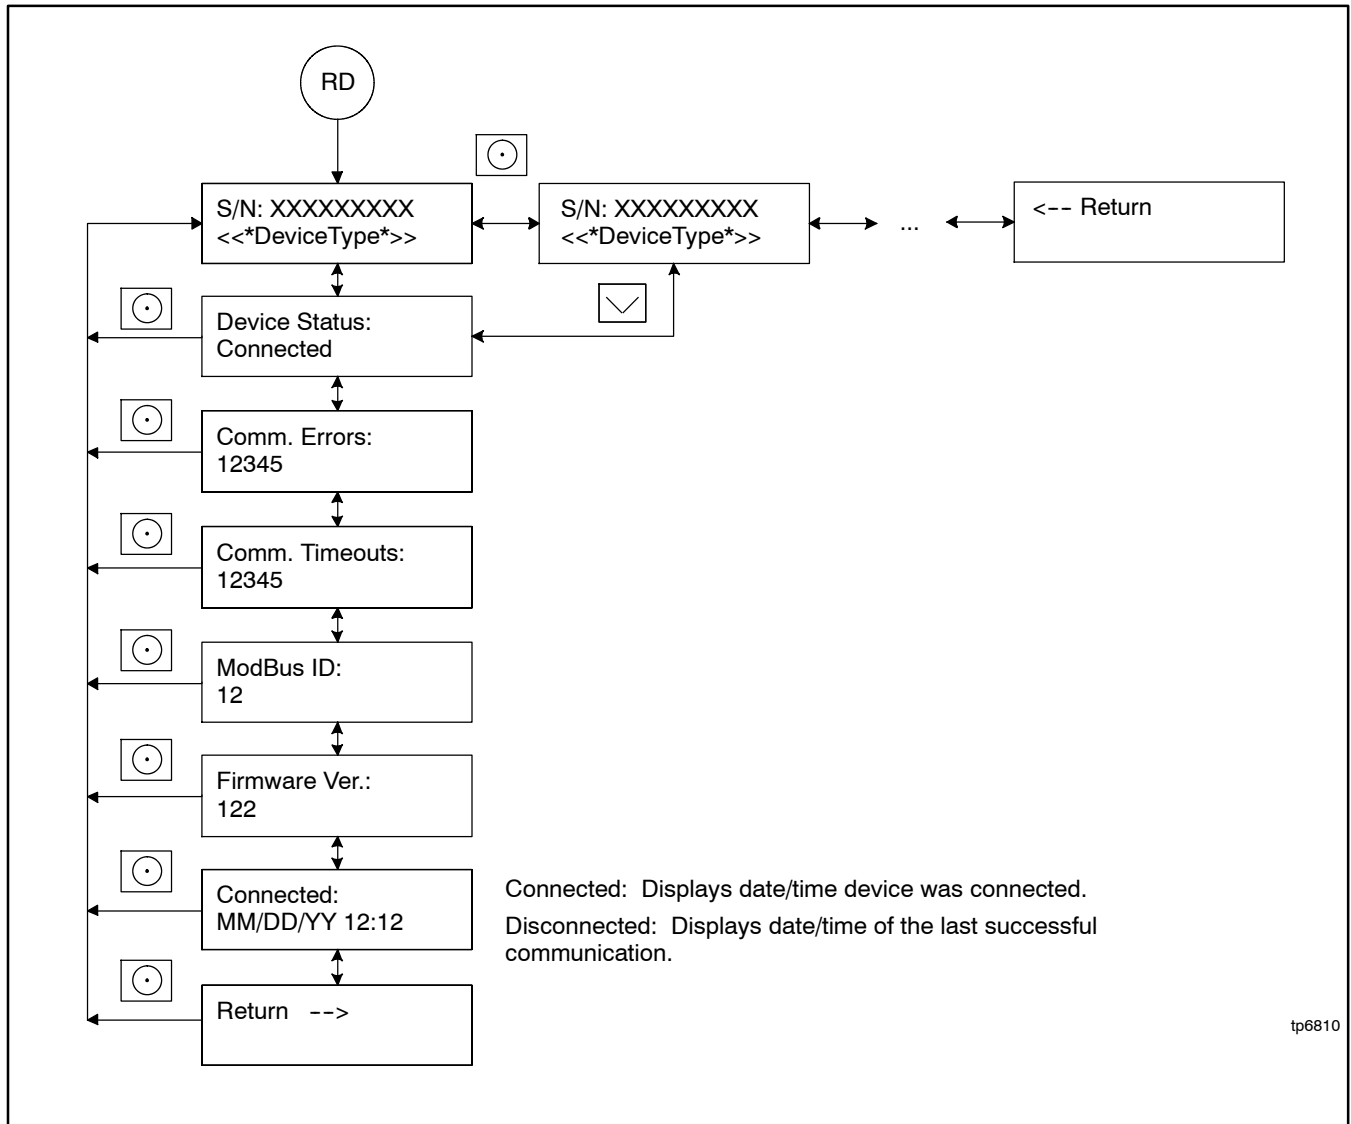 RD
S/N: XXXXXXXXX
<<*DeviceType*>>
S/N: XXXXXXXXX
<<*DeviceType*>>
...
<-- Return
Device Status:
Connected
Comm. Errors:
12345
Comm. Timeouts:
12345
ModBus ID:
12
Firmware Ver.:
122
Connected:
MM/DD/YY 12:12
Connected: Displays date/time device was connected.
Disconnected: Displays date/time of the last successful
communication.
Return -->
tp6810